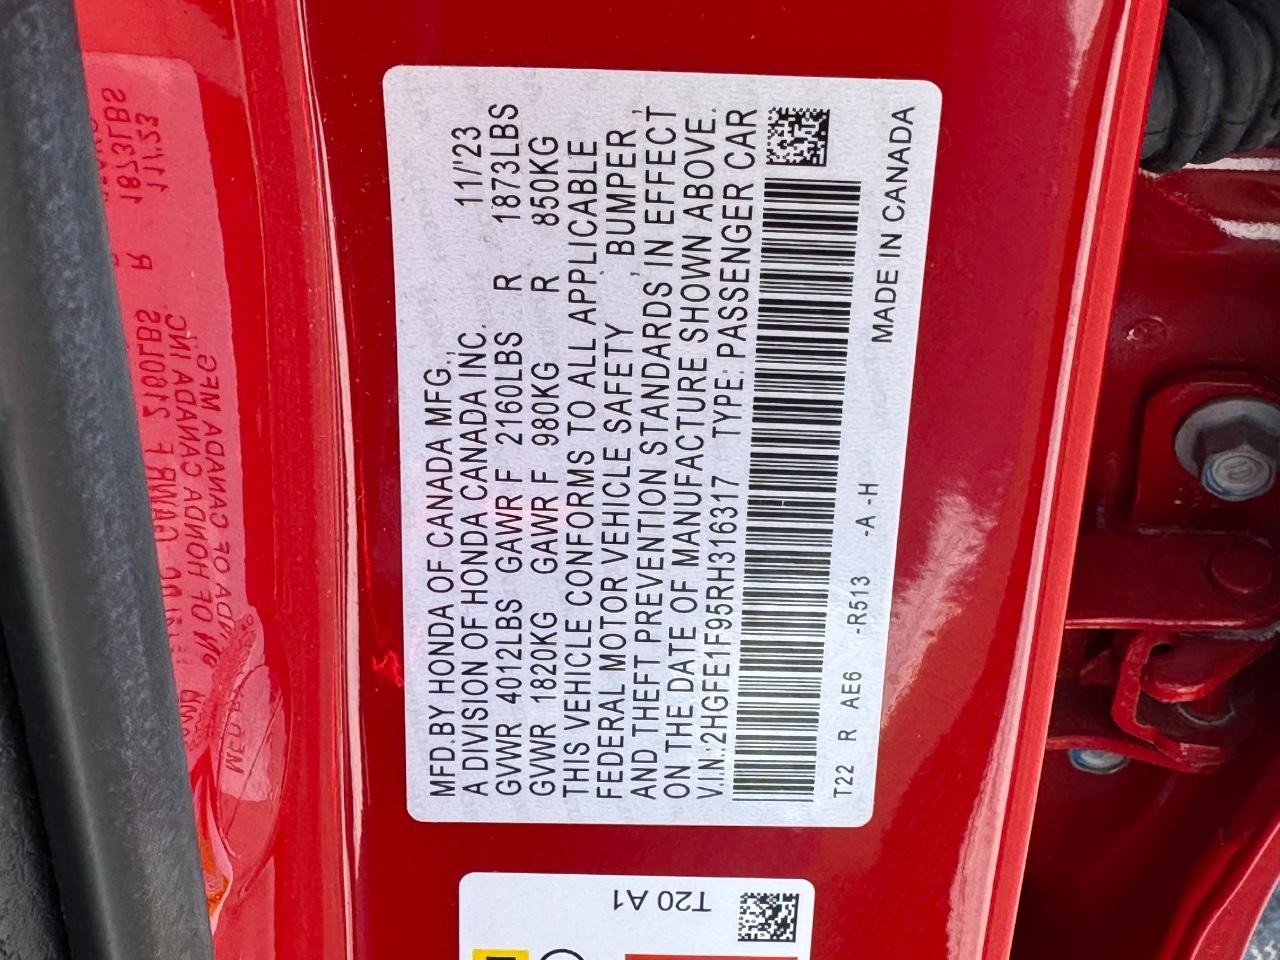 MFD.BY HONDA OF CANADA MFG.,
A DIVISION OF HONDA CANADA INC. 11/'23
GVWR 4012LBS GAWR F 2160LBS R 1873LBS
GVWR 1820KG GAWR F 980KG R 850KG
THIS VEHICLE CONFORMS TO ALL APPLICABLE
FEDERAL MOTOR VEHICLE SAFETY , BUMPER ,
AND THEFT PREVENTION STANDARDS IN EFFECT
ON THE DATE OF MANUFACTURE SHOWN ABOVE.
V.I.N.:2HGFE1F95RH316317 TYPE: PASSENGER CAR
T22 R AE6 -R513 -A -H MADE IN CANADA
T20 A1